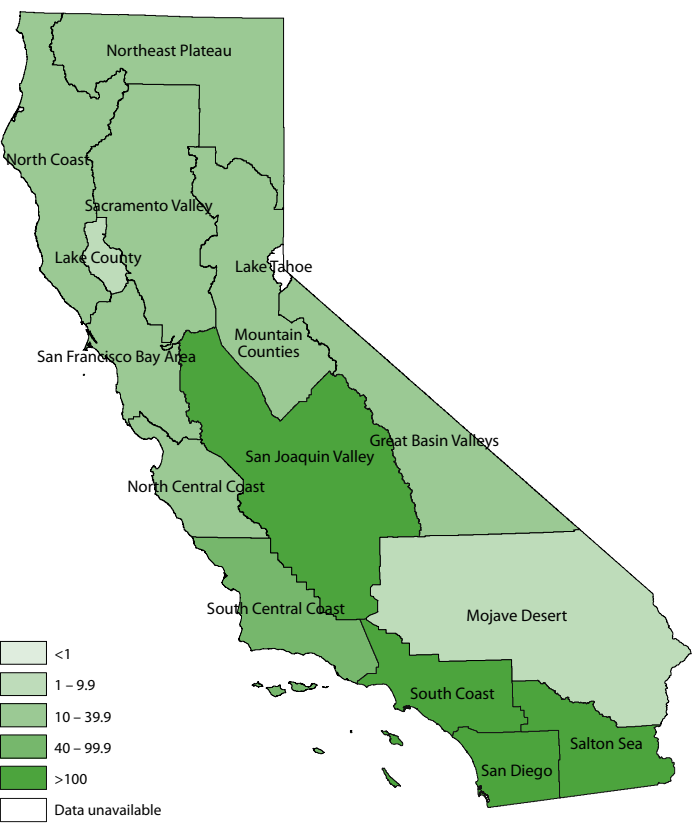 Northeast Plateau
North Coast
Sacramento Valley
Lake County
Lake Tahoe
Mountain
Counties
San Francisco Bay Area
Great Basin Valleys
San Joaquin Valley
North Central Coast
South Central Coast
Mojave Desert
South Coast
Salton Sea
San Diego
<1
1 – 9.9
10 – 39.9
40 – 99.9
>100
Data unavailable